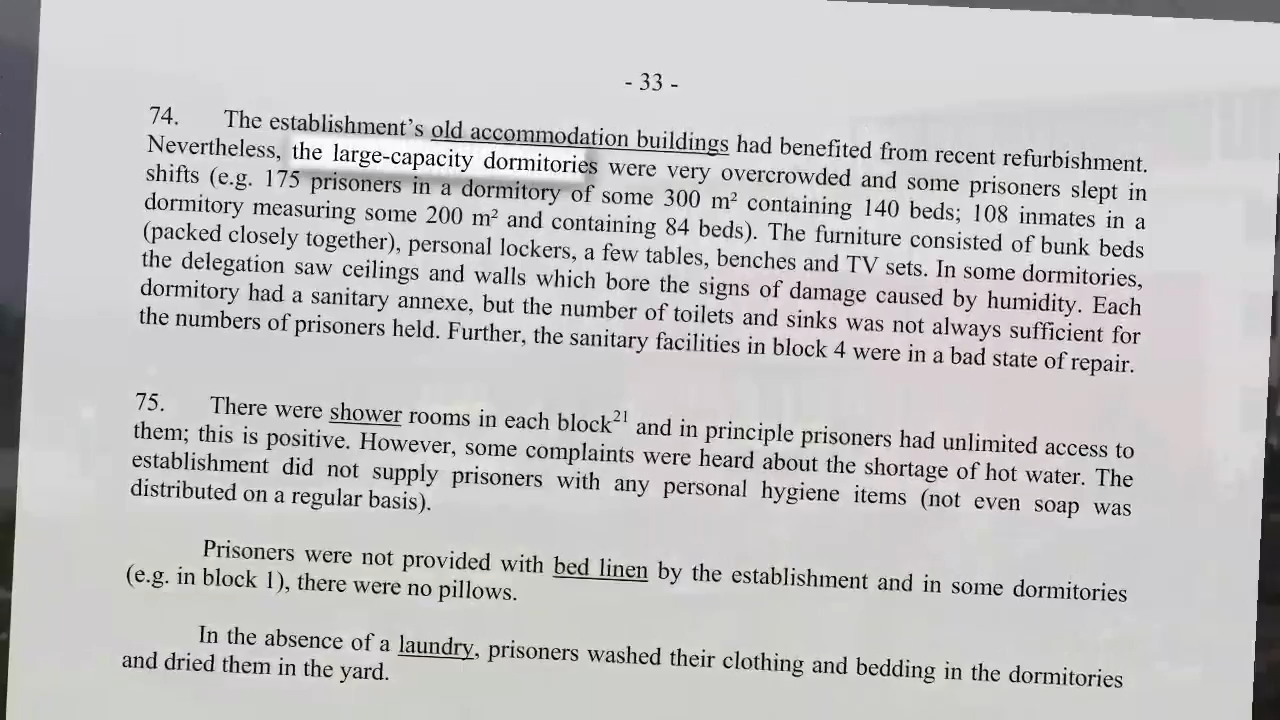 - 33 -
74. The establishment's old accommodation buildings had benefited from recent refurbishment.
Nevertheless, the large-capacity dormitories were very overcrowded and some prisoners slept in
shifts (e.g. 175 prisoners in a dormitory of some 300 m² containing 140 beds; 108 inmates in a
dormitory measuring some 200 m² and containing 84 beds). The furniture consisted of bunk beds
(packed closely together), personal lockers, a few tables, benches and TV sets. In some dormitories,
the delegation saw ceilings and walls which bore the signs of damage caused by humidity. Each
dormitory had a sanitary annexe, but the number of toilets and sinks was not always sufficient for
the numbers of prisoners held. Further, the sanitary facilities in block 4 were in a bad state of repair.
75. There were shower rooms in each block²¹ and in principle prisoners had unlimited access to
them; this is positive. However, some complaints were heard about the shortage of hot water. The
establishment did not supply prisoners with any personal hygiene items (not even soap was
distributed on a regular basis).
Prisoners were not provided with bed linen by the establishment and in some dormitories
(e.g. in block 1), there were no pillows.
In the absence of a laundry, prisoners washed their clothing and bedding in the dormitories
and dried them in the yard.